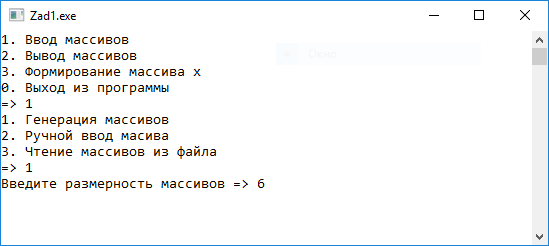 Zad1.exe
1. Ввод массивов
2. Вывод массивов
3. Формирование массива x
0. Выход из программы
=> 1
1. Генерация массивов
2. Ручной ввод масива
3. Чтение массивов из файла
=> 1
Введите размерность массивов => 6